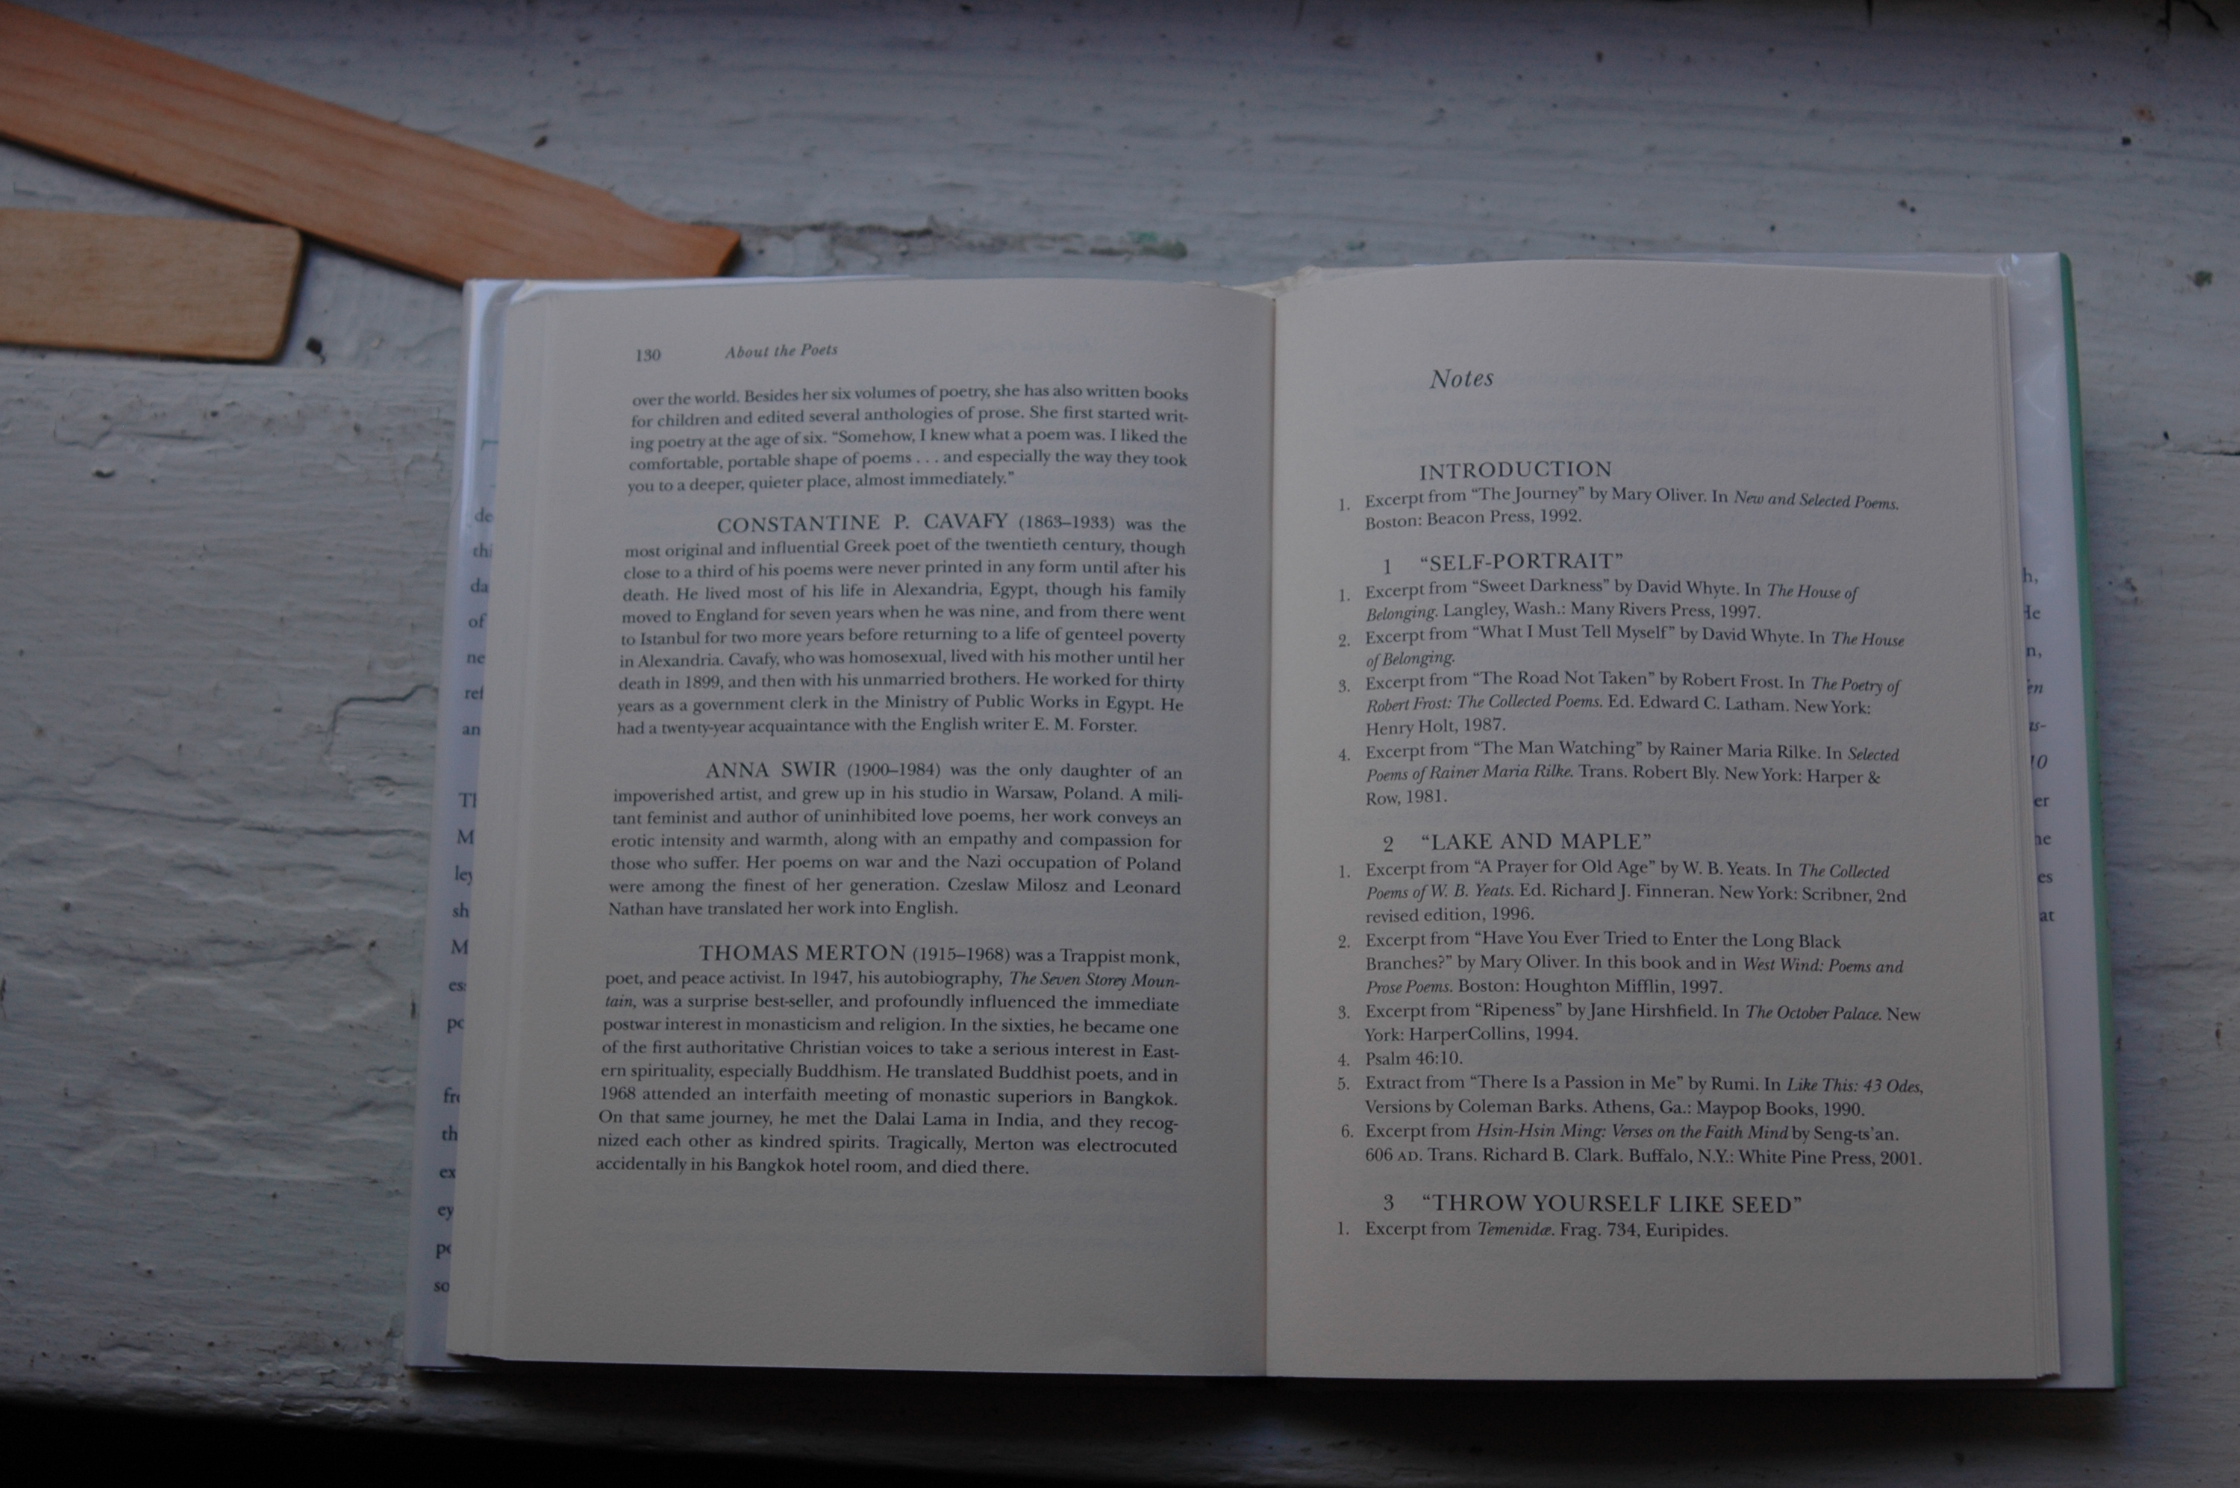 130 About the Poets
over the world. Besides her six volumes of poetry, she has also written books
for children and edited several anthologies of prose. She first started writ-
ing poetry at the age of six. “Somehow, I knew what a poem was. I liked the
comfortable, portable shape of poems . . . and especially the way they took
you to a deeper, quieter place, almost immediately.”
CONSTANTINE P. CAVAFY (1863–1933) was the
most original and influential Greek poet of the twentieth century, though
close to a third of his poems were never printed in any form until after his
death. He lived most of his life in Alexandria, Egypt, though his family
moved to England for seven years when he was nine, and from there went
to Istanbul for two more years before returning to a life of genteel poverty
in Alexandria. Cavafy, who was homosexual, lived with his mother until her
death in 1899, and then with his unmarried brothers. He worked for thirty
years as a government clerk in the Ministry of Public Works in Egypt. He
had a twenty-year acquaintance with the English writer E. M. Forster.
ANNA SWIR (1900–1984) was the only daughter of an
impoverished artist, and grew up in his studio in Warsaw, Poland. A mili-
tant feminist and author of uninhibited love poems, her work conveys an
erotic intensity and warmth, along with an empathy and compassion for
those who suffer. Her poems on war and the Nazi occupation of Poland
were among the finest of her generation. Czeslaw Milosz and Leonard
Nathan have translated her work into English.
THOMAS MERTON (1915–1968) was a Trappist monk,
poet, and peace activist. In 1947, his autobiography, The Seven Storey Moun-
tain, was a surprise best-seller, and profoundly influenced the immediate
postwar interest in monasticism and religion. In the sixties, he became one
of the first authoritative Christian voices to take a serious interest in East-
ern spirituality, especially Buddhism. He translated Buddhist poets, and in
1968 attended an interfaith meeting of monastic superiors in Bangkok.
On that same journey, he met the Dalai Lama in India, and they recog-
nized each other as kindred spirits. Tragically, Merton was electrocuted
accidentally in his Bangkok hotel room, and died there.
Notes
INTRODUCTION
1. Excerpt from “The Journey” by Mary Oliver. In New and Selected Poems.
Boston: Beacon Press, 1992.
1 “SELF-PORTRAIT”
1. Excerpt from “Sweet Darkness” by David Whyte. In The House of
Belonging. Langley, Wash.: Many Rivers Press, 1997.
2. Excerpt from “What I Must Tell Myself” by David Whyte. In The House
of Belonging.
3. Excerpt from “The Road Not Taken” by Robert Frost. In The Poetry of
Robert Frost: The Collected Poems. Ed. Edward C. Latham. New York:
Henry Holt, 1987.
4. Excerpt from “The Man Watching” by Rainer Maria Rilke. In Selected
Poems of Rainer Maria Rilke. Trans. Robert Bly. New York: Harper &
Row, 1981.
2 “LAKE AND MAPLE”
1. Excerpt from “A Prayer for Old Age” by W. B. Yeats. In The Collected
Poems of W. B. Yeats. Ed. Richard J. Finneran. New York: Scribner, 2nd
revised edition, 1996.
2. Excerpt from “Have You Ever Tried to Enter the Long Black
Branches?” by Mary Oliver. In this book and in West Wind: Poems and
Prose Poems. Boston: Houghton Mifflin, 1997.
3. Excerpt from “Ripeness” by Jane Hirshfield. In The October Palace. New
York: HarperCollins, 1994.
4. Psalm 46:10.
5. Extract from “There Is a Passion in Me” by Rumi. In Like This: 43 Odes,
Versions by Coleman Barks. Athens, Ga.: Maypop Books, 1990.
6. Excerpt from Hsin-Hsin Ming: Verses on the Faith Mind by Seng-ts’an.
606 AD. Trans. Richard B. Clark. Buffalo, N.Y.: White Pine Press, 2001.
3 “THROW YOURSELF LIKE SEED”
1. Excerpt from Temenidæ. Frag. 734, Euripides.